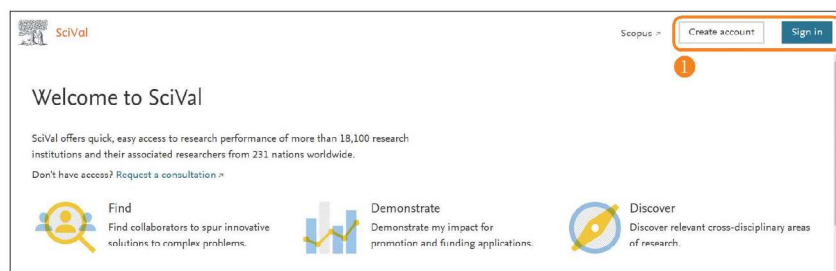 SciVal
Scopus ↗
Create account
Sign in
1
Welcome to SciVal
SciVal offers quick, easy access to research performance of more than 18,100 research
institutions and their associated researchers from 231 nations worldwide.
Don't have access? Request a consultation ↗
Find
Find collaborators to spur innovative
solutions to complex problems.
Demonstrate
Demonstrate my impact for
promotion and funding applications.
Discover
Discover relevant cross-disciplinary areas
of research.